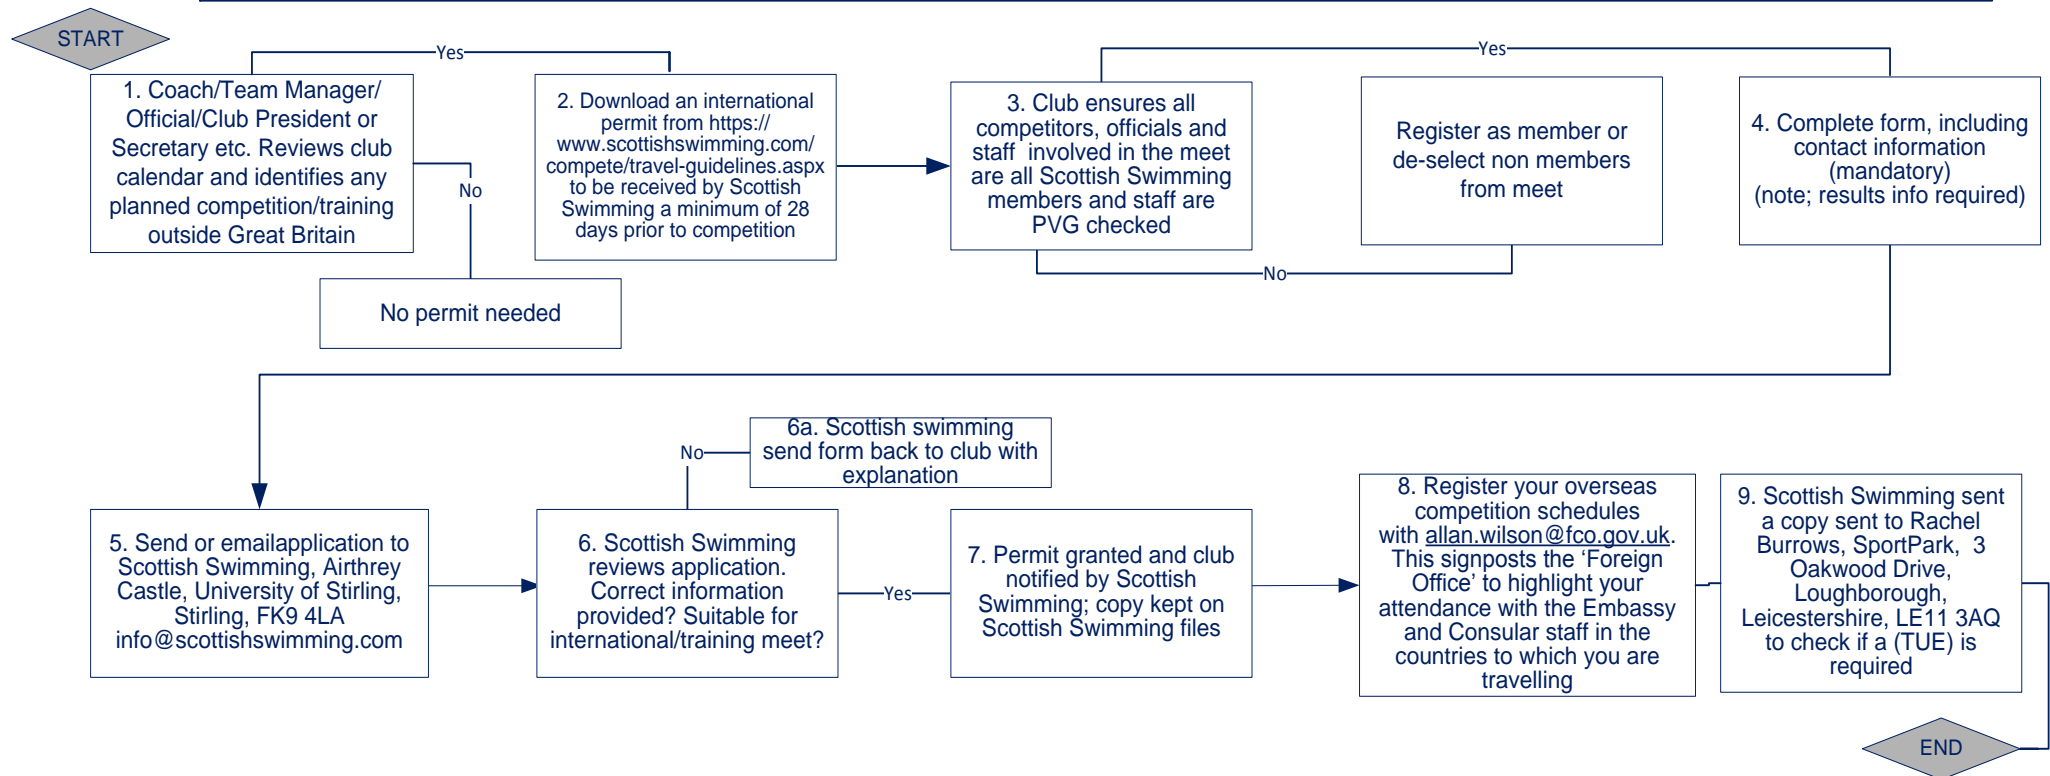 START
Yes
1. Coach/Team Manager/
Official/Club President or
Secretary etc. Reviews club
calendar and identifies any
planned competition/training
outside Great Britain
No
No permit needed
2. Download an international
permit from https://
www.scottishswimming.com/
compete/travel-guidelines.aspx
to be received by Scottish
Swimming a minimum of 28
days prior to competition
Yes
3. Club ensures all
competitors, officials and
staff involved in the meet
are all Scottish Swimming
members and staff are
PVG checked
No
Register as member or
de-select non members
from meet
4. Complete form, including
contact information
(mandatory)
(note; results info required)
5. Send or emailapplication to
Scottish Swimming, Airthrey
Castle, University of Stirling,
Stirling, FK9 4LA
info@scottishswimming.com
6. Scottish Swimming
reviews application.
Correct information
provided? Suitable for
international/training meet?
No
6a. Scottish swimming
send form back to club with
explanation
Yes
7. Permit granted and club
notified by Scottish
Swimming; copy kept on
Scottish Swimming files
8. Register your overseas
competition schedules
with allan.wilson@fco.gov.uk.
This signposts the ‘Foreign
Office’ to highlight your
attendance with the Embassy
and Consular staff in the
countries to which you are
travelling
9. Scottish Swimming sent
a copy sent to Rachel
Burrows, SportPark, 3
Oakwood Drive,
Loughborough,
Leicestershire, LE11 3AQ
to check if a (TUE) is
required
END